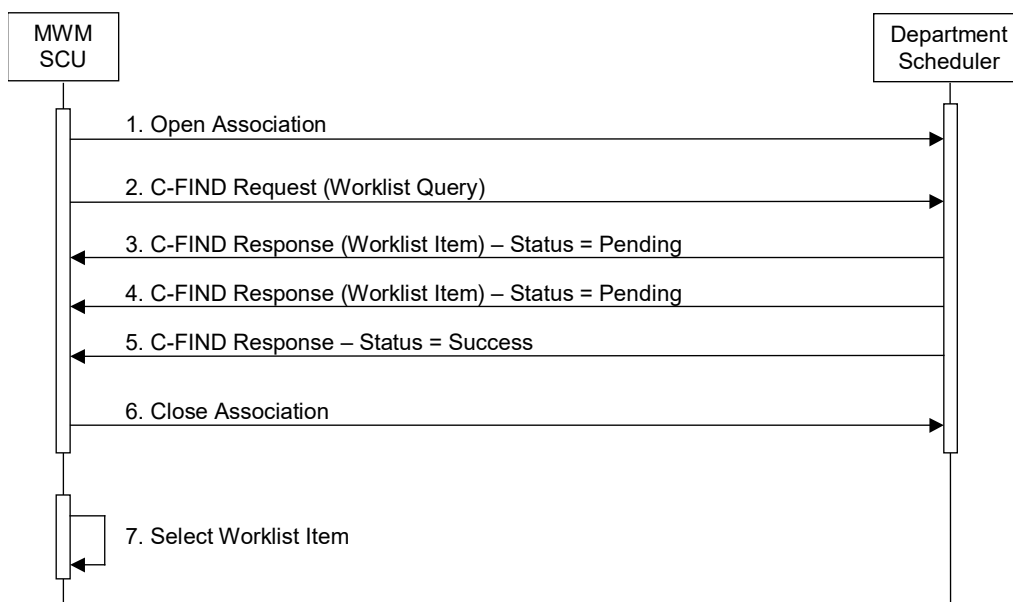 MWM
SCU
Department
Scheduler
1. Open Association
2. C-FIND Request (Worklist Query)
3. C-FIND Response (Worklist Item) – Status = Pending
4. C-FIND Response (Worklist Item) – Status = Pending
5. C-FIND Response – Status = Success
6. Close Association
7. Select Worklist Item